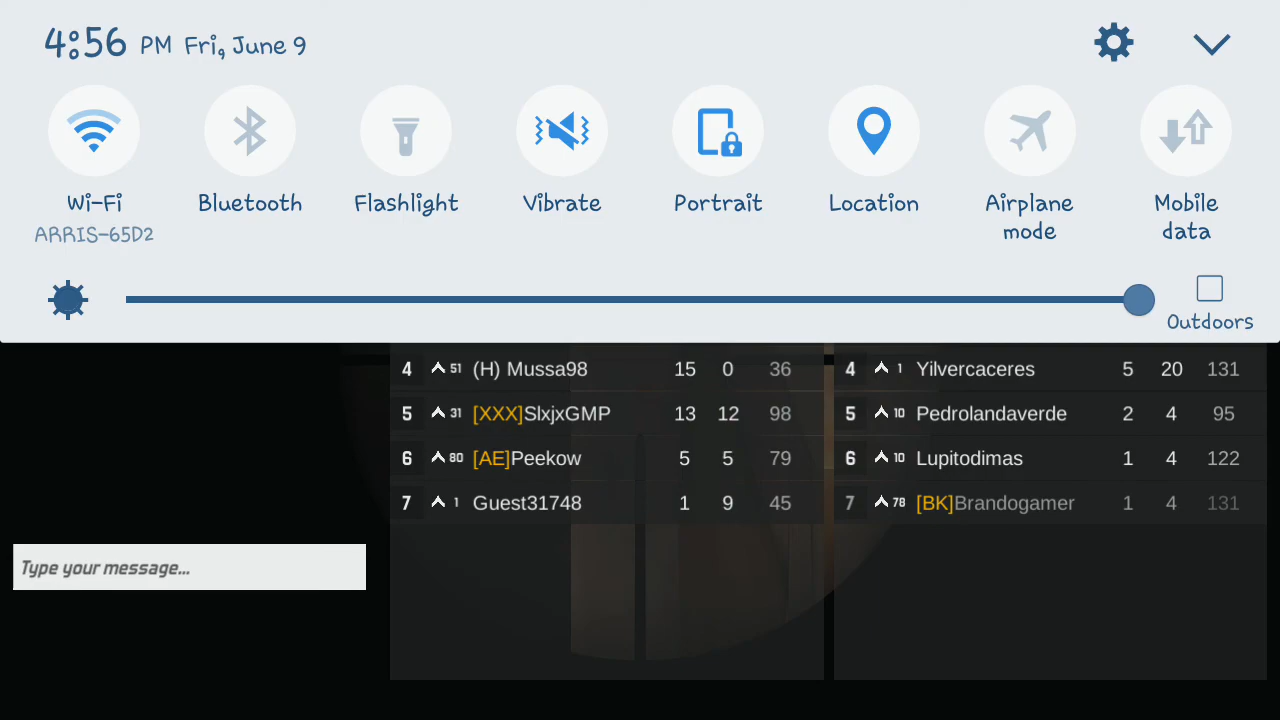 4:56 PM Fri, June 9
Wi-Fi Bluetooth Flashlight Vibrate Portrait Location Airplane mode Mobile data
ARRIS-65D2
Outdoors
4 51 (H) Mussa98 15 0 36
5 31 [XXX]SlxjxGMP 13 12 98
6 80 [AE]Peekow 5 5 79
7 1 Guest31748 1 9 45
4 1 Yilvercaceres 5 20 131
5 10 Pedrolandaverde 2 4 95
6 10 Lupitodimas 1 4 122
7 78 [BK]Brandogamer 1 4 131
Type your message...